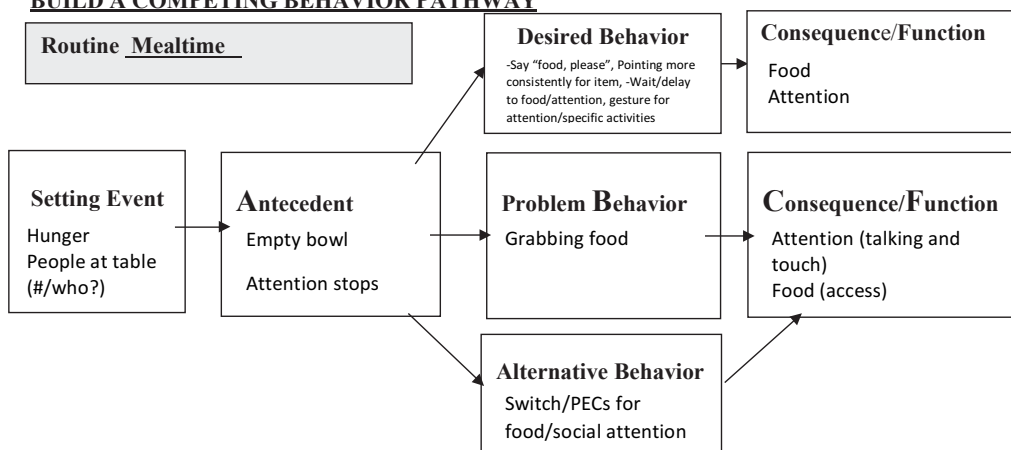 BUILD A COMPETING BEHAVIOR PATHWAY
Routine Mealtime
Desired Behavior
-Say “food, please”, Pointing more
consistently for item, -Wait/delay
to food/attention, gesture for
attention/specific activities
Consequence/Function
Food
Attention
Setting Event
Hunger
People at table
(#/who?)
Antecedent
Empty bowl
Attention stops
Problem Behavior
Grabbing food
Consequence/Function
Attention (talking and
touch)
Food (access)
Alternative Behavior
Switch/PECs for
food/social attention